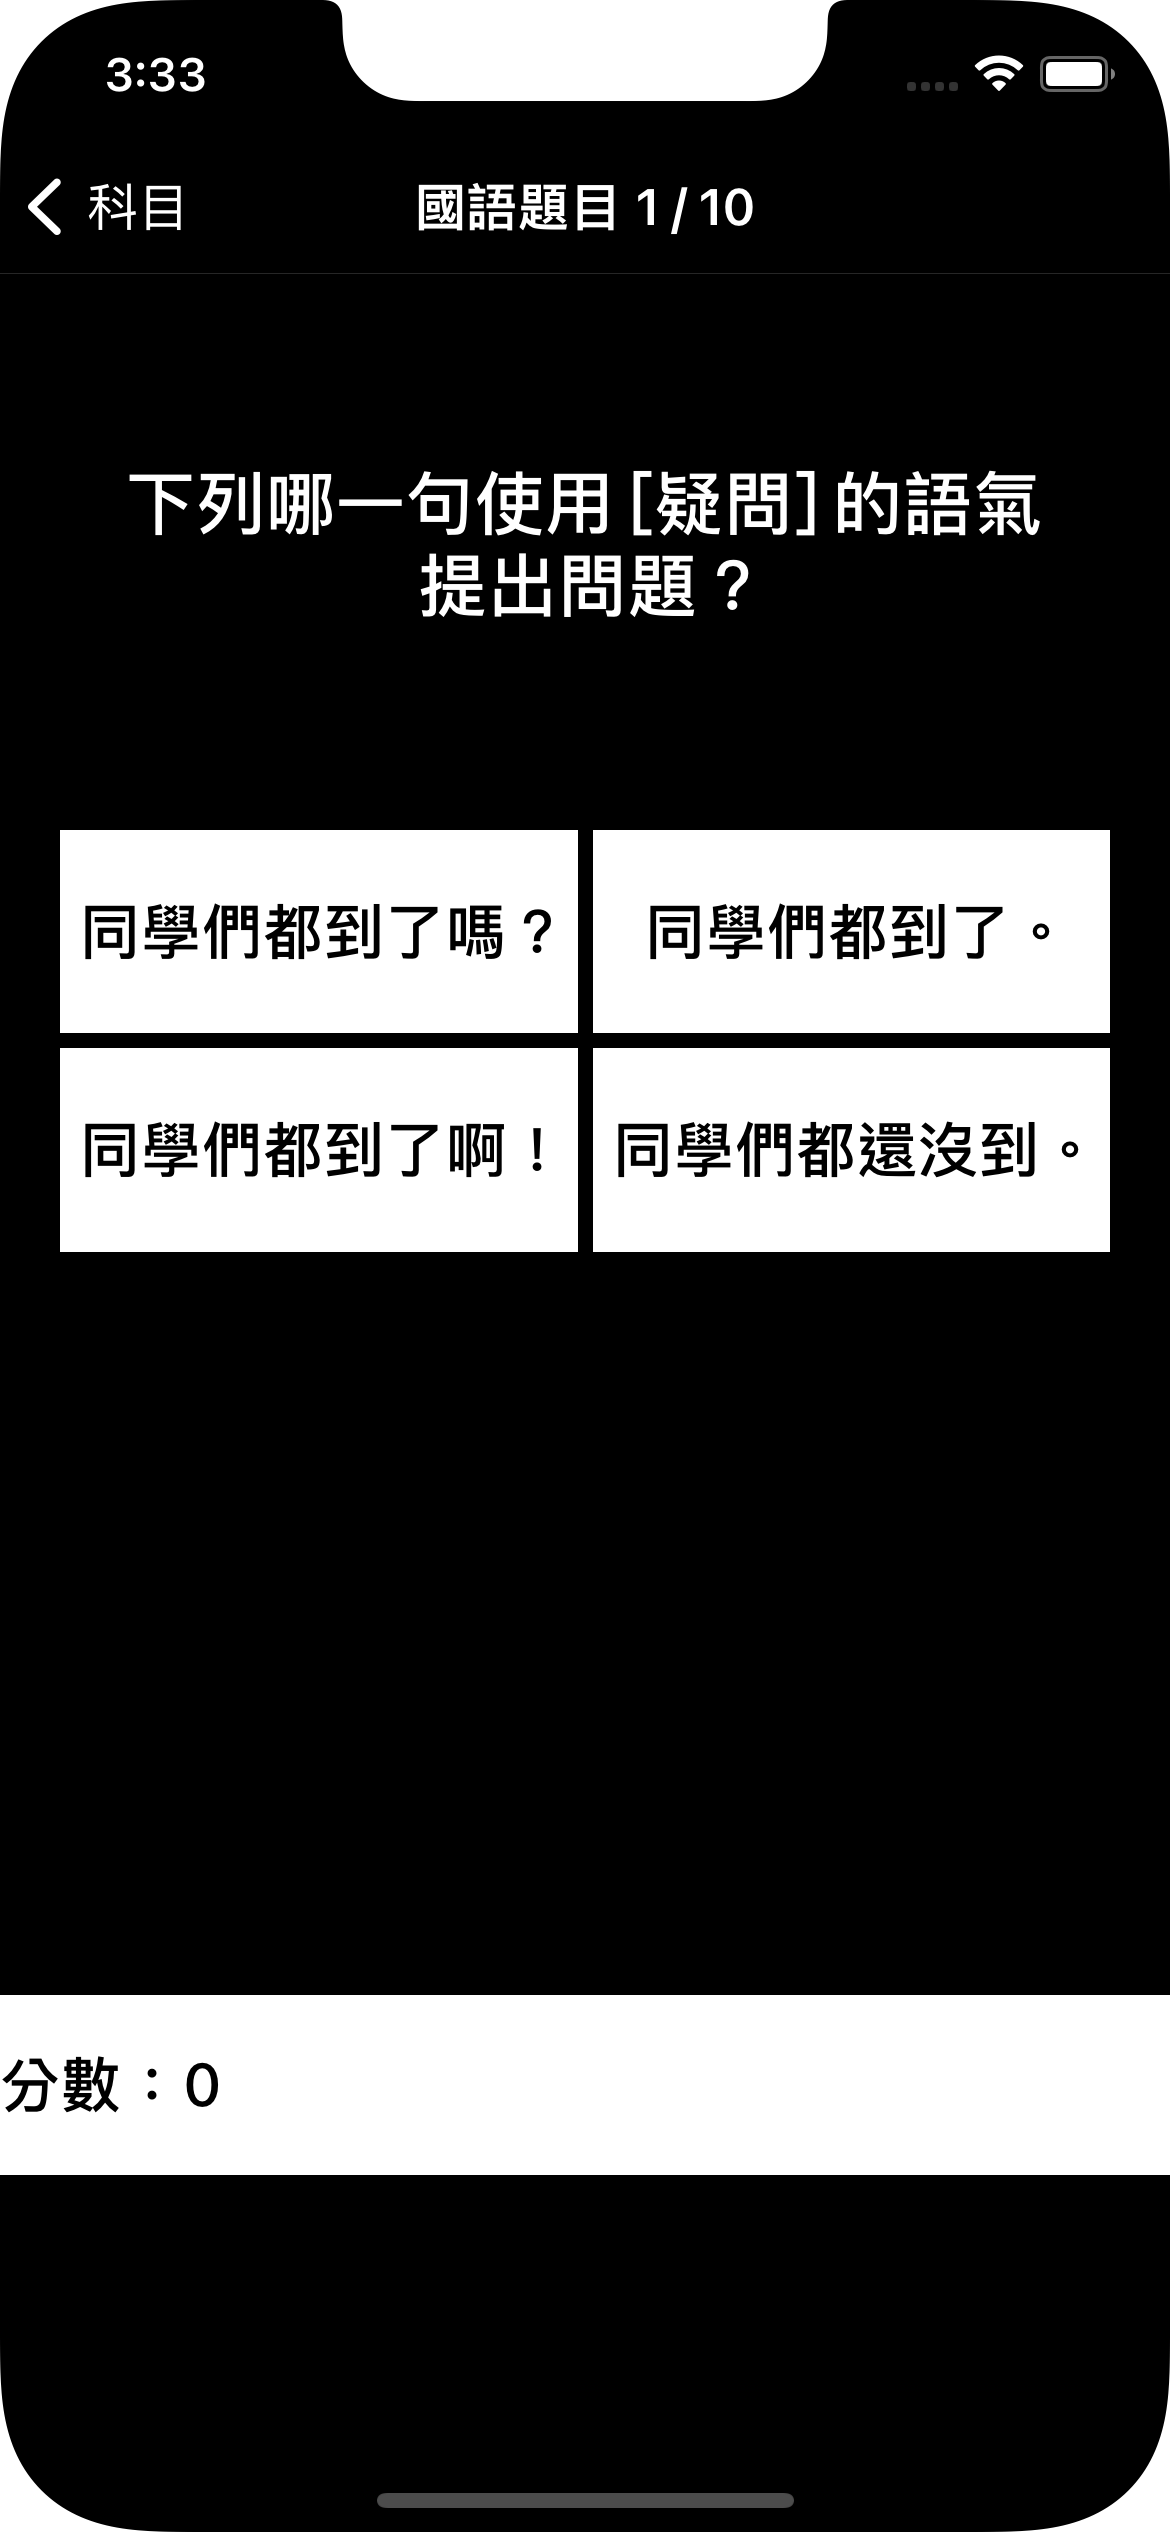 3:33
科目
國語題目 1 / 10
下列哪一句使用［疑問］的語氣
提出問題？
同學們都到了嗎？
同學們都到了。
同學們都到了啊！
同學們都還沒到。
分數：0